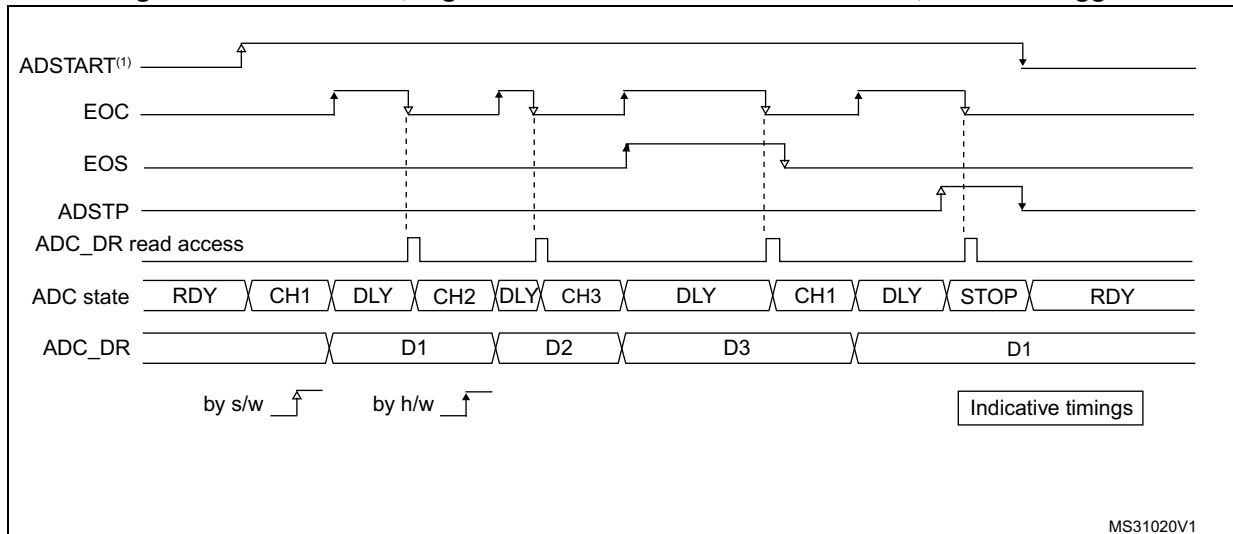 ADSTART(1)
EOC
EOS
ADSTP
ADC_DR read access
ADC state RDY CH1 DLY CH2 DLY CH3 DLY CH1 DLY STOP RDY
ADC_DR D1 D2 D3 D1
by s/w by h/w Indicative timings
MS31020V1